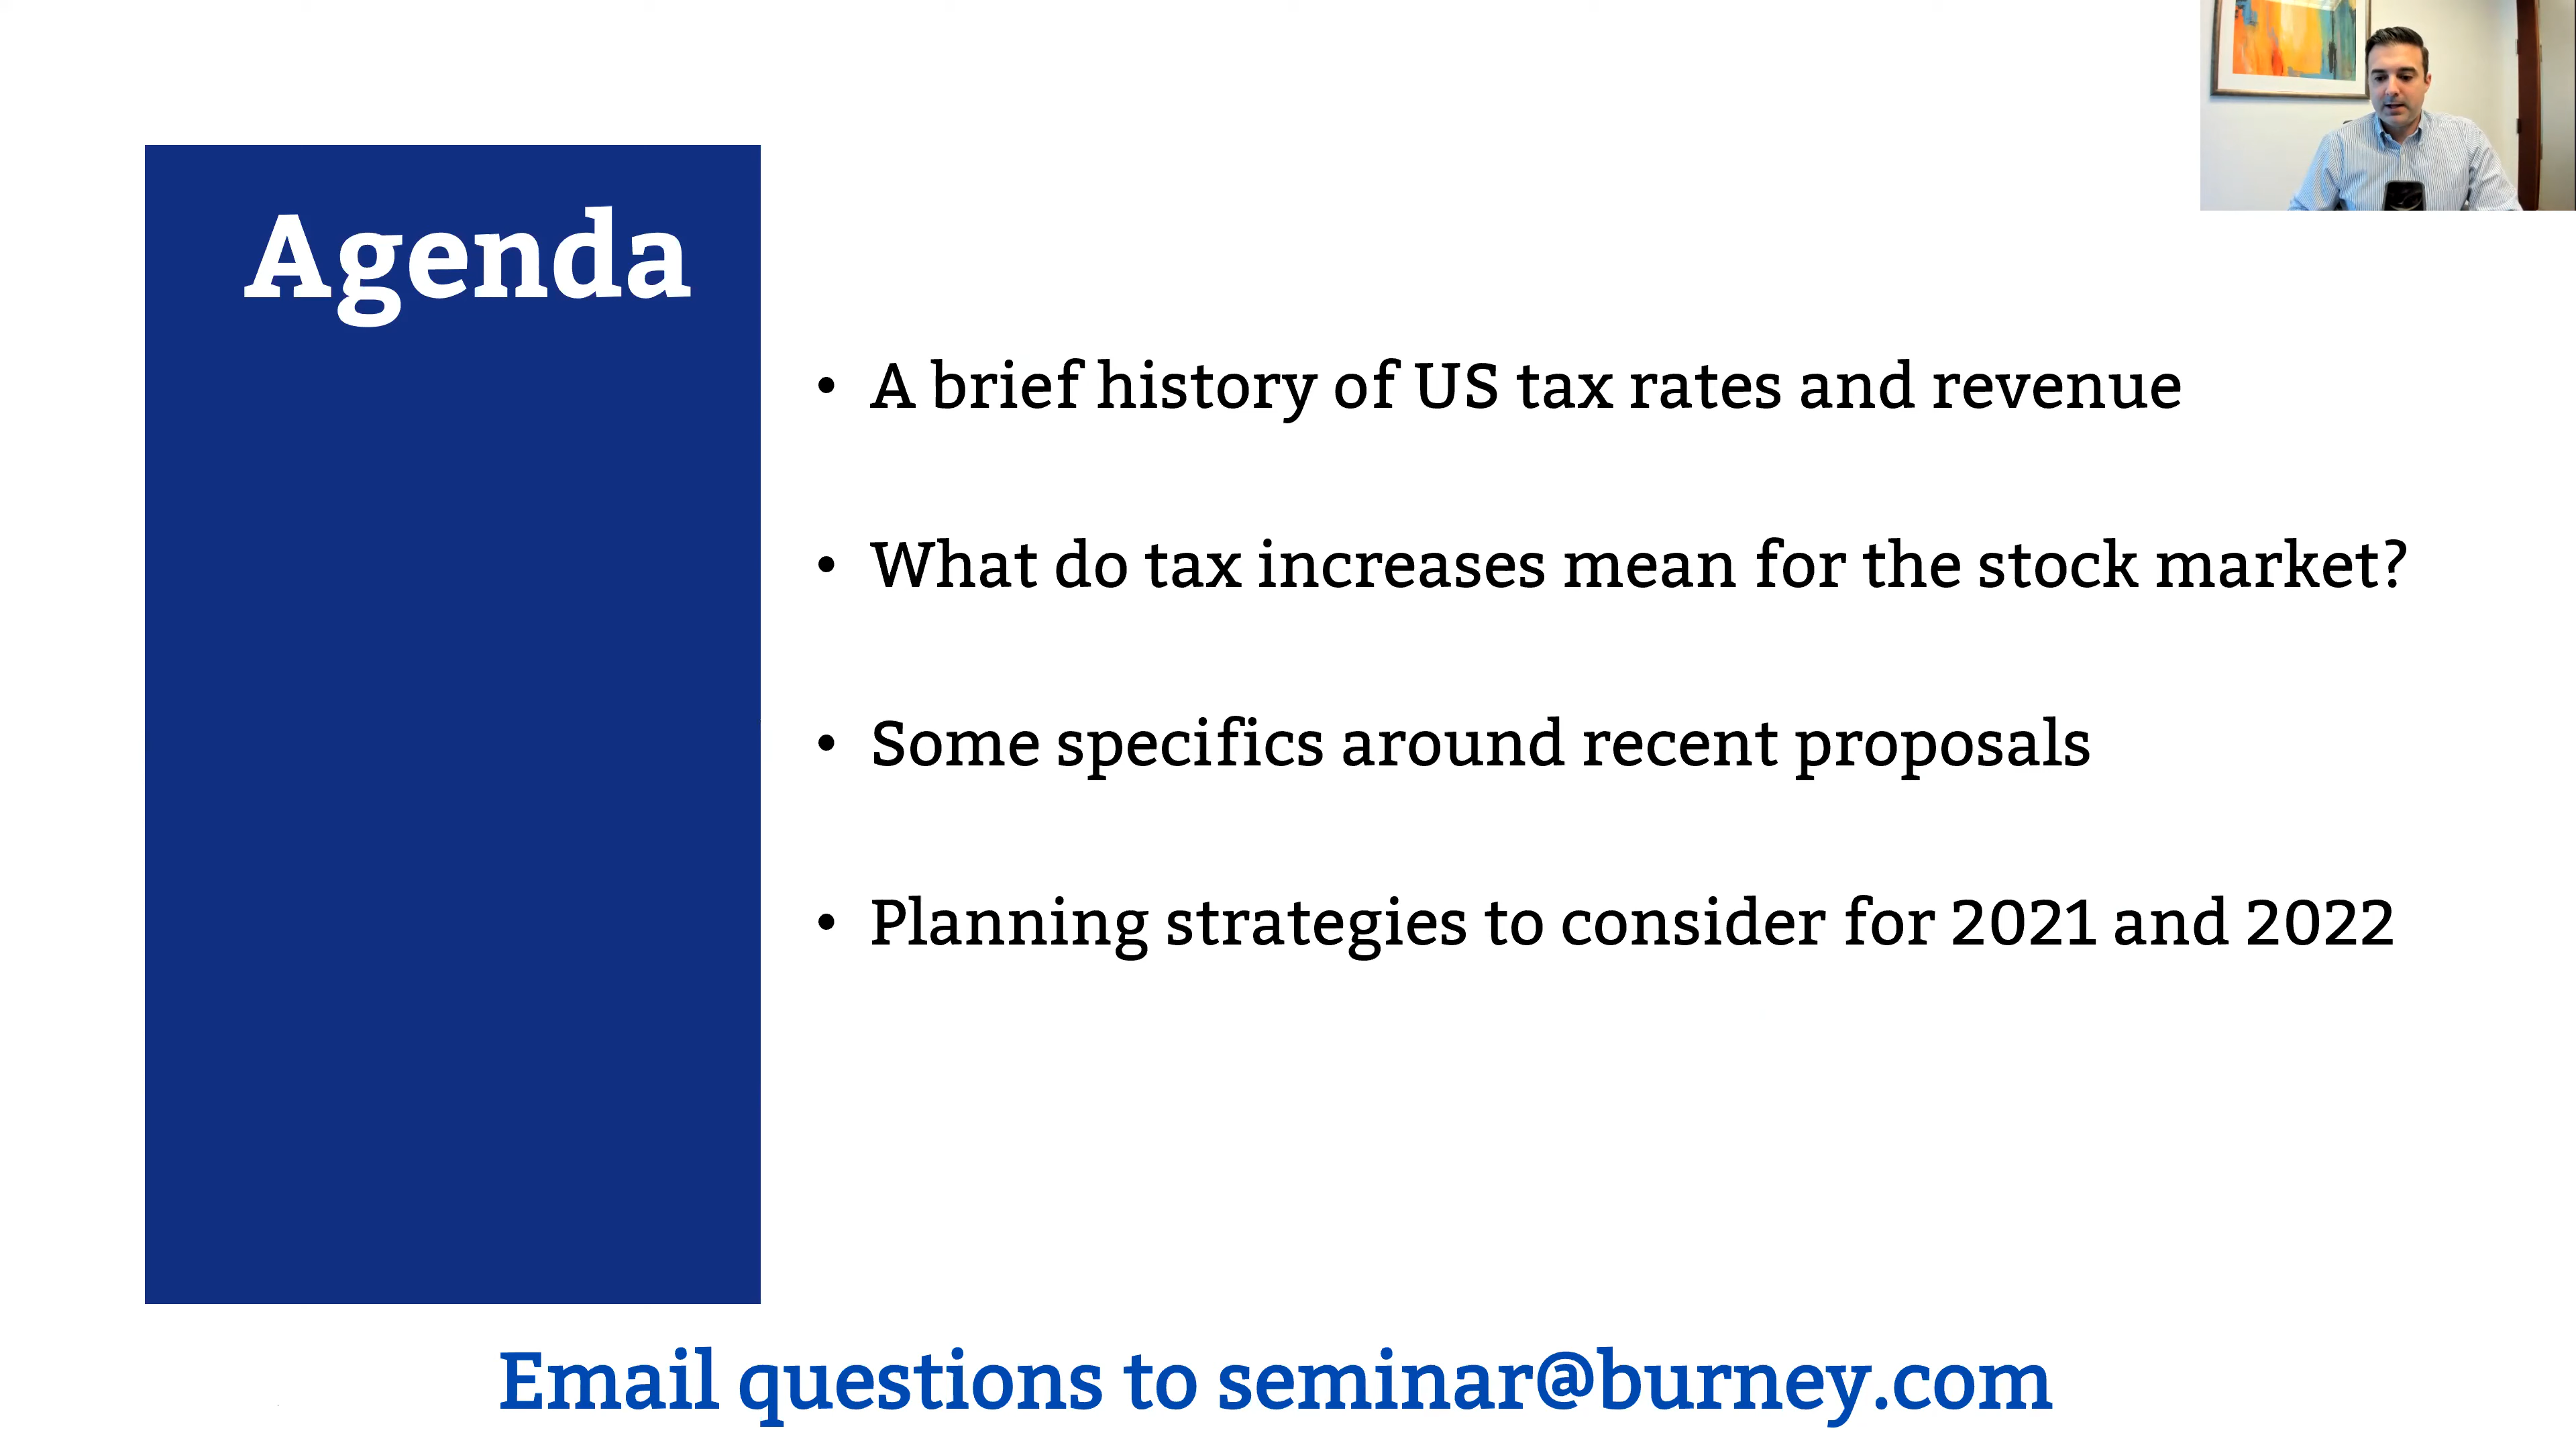 Agenda
• A brief history of US tax rates and revenue
• What do tax increases mean for the stock market?
• Some specifics around recent proposals
• Planning strategies to consider for 2021 and 2022
Email questions to seminar@burney.com